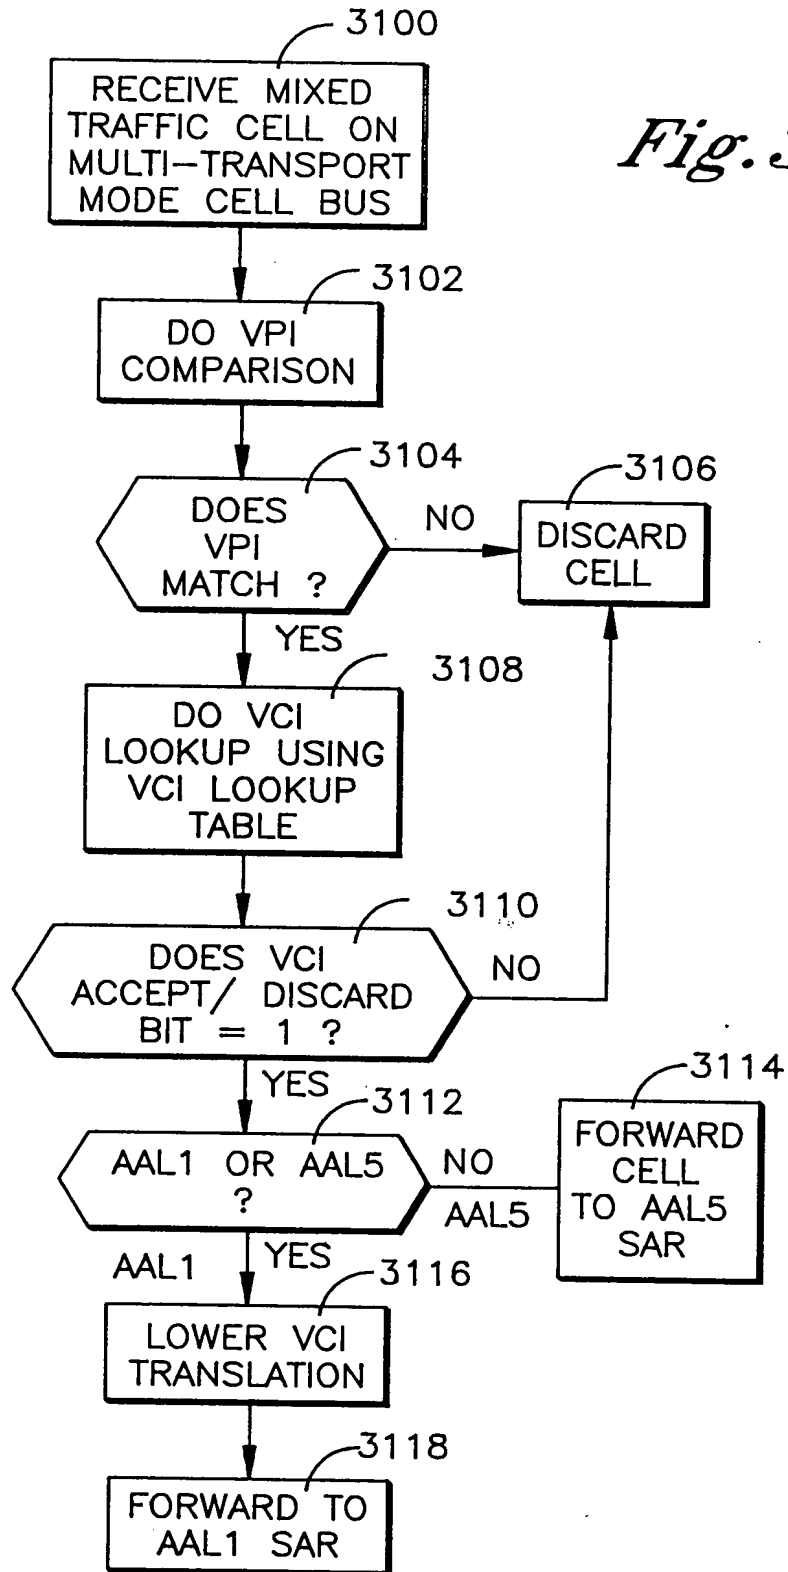 3100
RECEIVE MIXED
TRAFFIC CELL ON
MULTI-TRANSPORT
MODE CELL BUS
Fig.
3102
DO VPI
COMPARISON
3104
DOES
VPI
MATCH ?
NO
3106
DISCARD
CELL
YES
3108
DO VCI
LOOKUP USING
VCI LOOKUP
TABLE
3110
DOES VCI
ACCEPT/ DISCARD
BIT = 1 ?
NO
YES
3112
AAL1 OR AAL5
?
NO
AAL5
3114
FORWARD
CELL
TO AAL5
SAR
AAL1
YES
3116
LOWER VCI
TRANSLATION
3118
FORWARD TO
AAL1 SAR